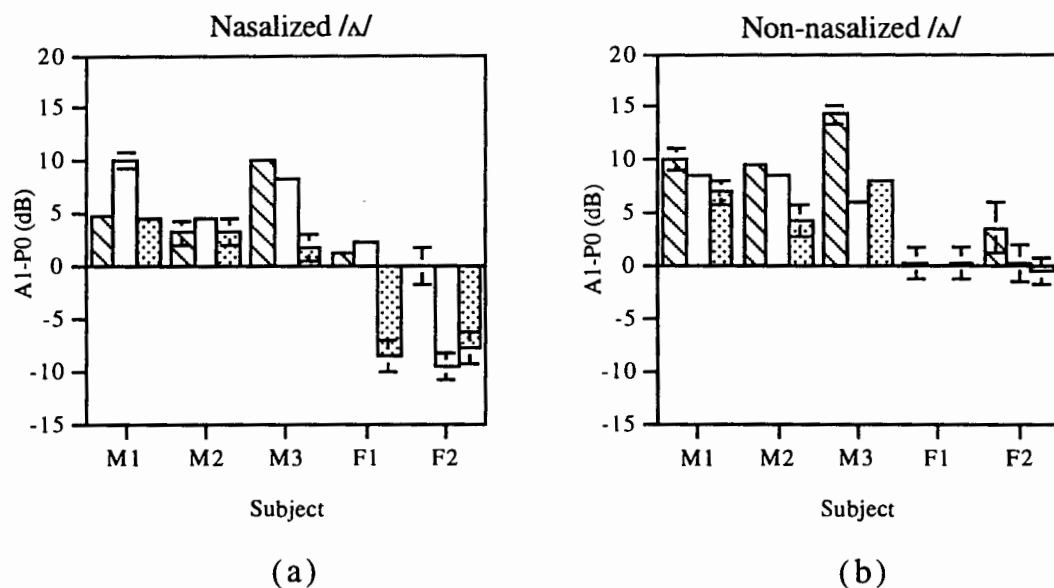 Nasalized /ʌ/
A1-P0 (dB)
20
15
10
5
0
-5
-10
-15
M1 M2 M3 F1 F2
Subject
(a)
Non-nasalized /ʌ/
A1-P0 (dB)
20
15
10
5
0
-5
-10
-15
M1 M2 M3 F1 F2
Subject
(b)